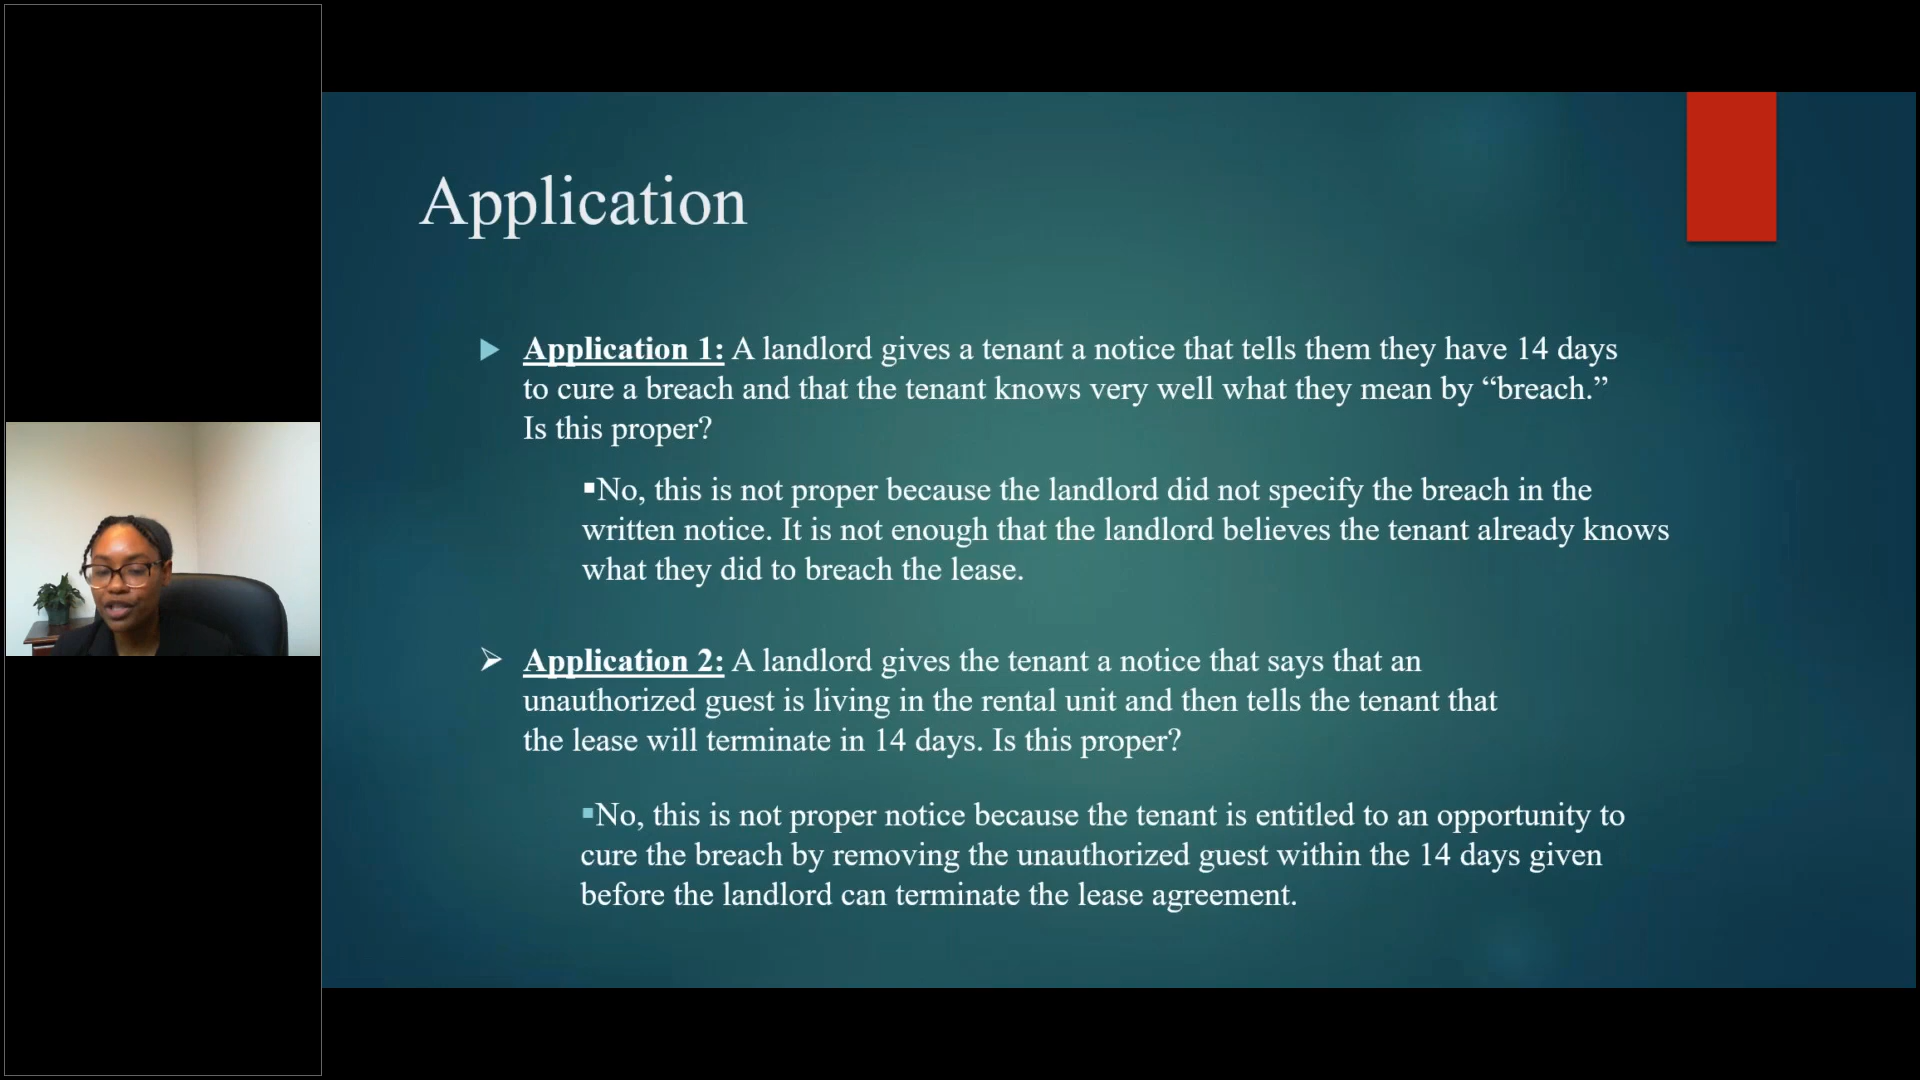 Application
Application 1: A landlord gives a tenant a notice that tells them they have 14 days
to cure a breach and that the tenant knows very well what they mean by “breach.”
Is this proper?
No, this is not proper because the landlord did not specify the breach in the
written notice. It is not enough that the landlord believes the tenant already knows
what they did to breach the lease.
Application 2: A landlord gives the tenant a notice that says that an
unauthorized guest is living in the rental unit and then tells the tenant that
the lease will terminate in 14 days. Is this proper?
No, this is not proper notice because the tenant is entitled to an opportunity to
cure the breach by removing the unauthorized guest within the 14 days given
before the landlord can terminate the lease agreement.